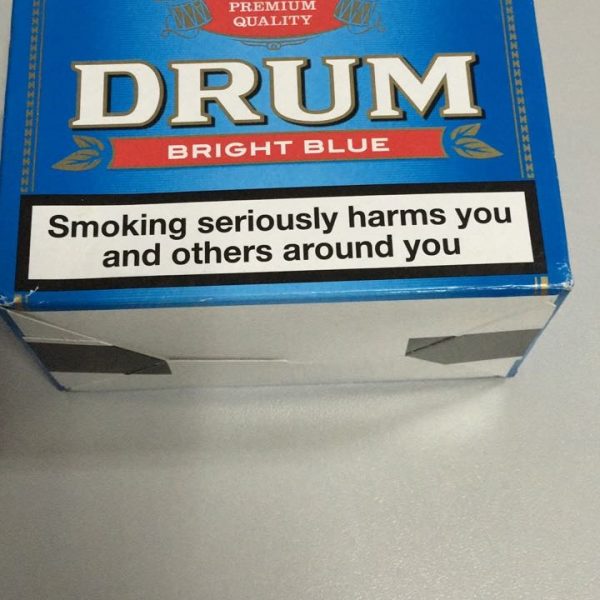 PREMIUM
QUALITY
DRUM
BRIGHT BLUE
Smoking seriously harms you
and others around you